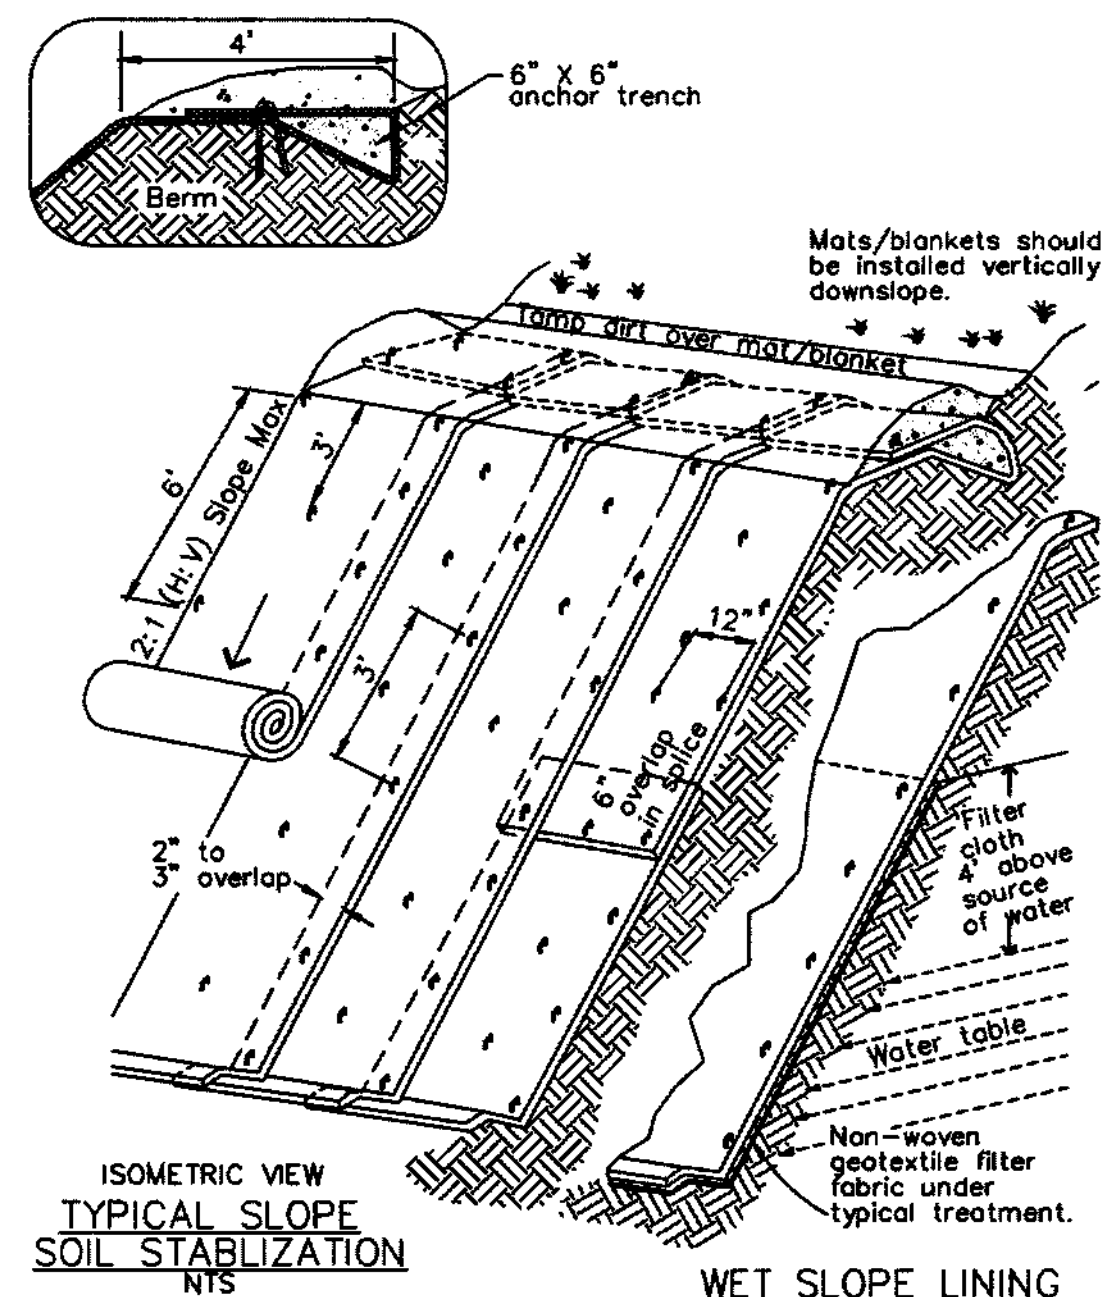 4'
6" X 6"
anchor trench
Berm
Mats/blankets should
be installed vertically
downslope.
Tamp dirt over mat/blanket
6'
2:1 (H:V) Slope Max
3'
12"
3'
6"
overlap
in splice
2" to
3" overlap
Filter
cloth
4' above
source
of water
Water table
Non-woven
geotextile filter
fabric under
typical treatment.
ISOMETRIC VIEW
TYPICAL SLOPE
SOIL STABLIZATION
NTS
WET SLOPE LINING